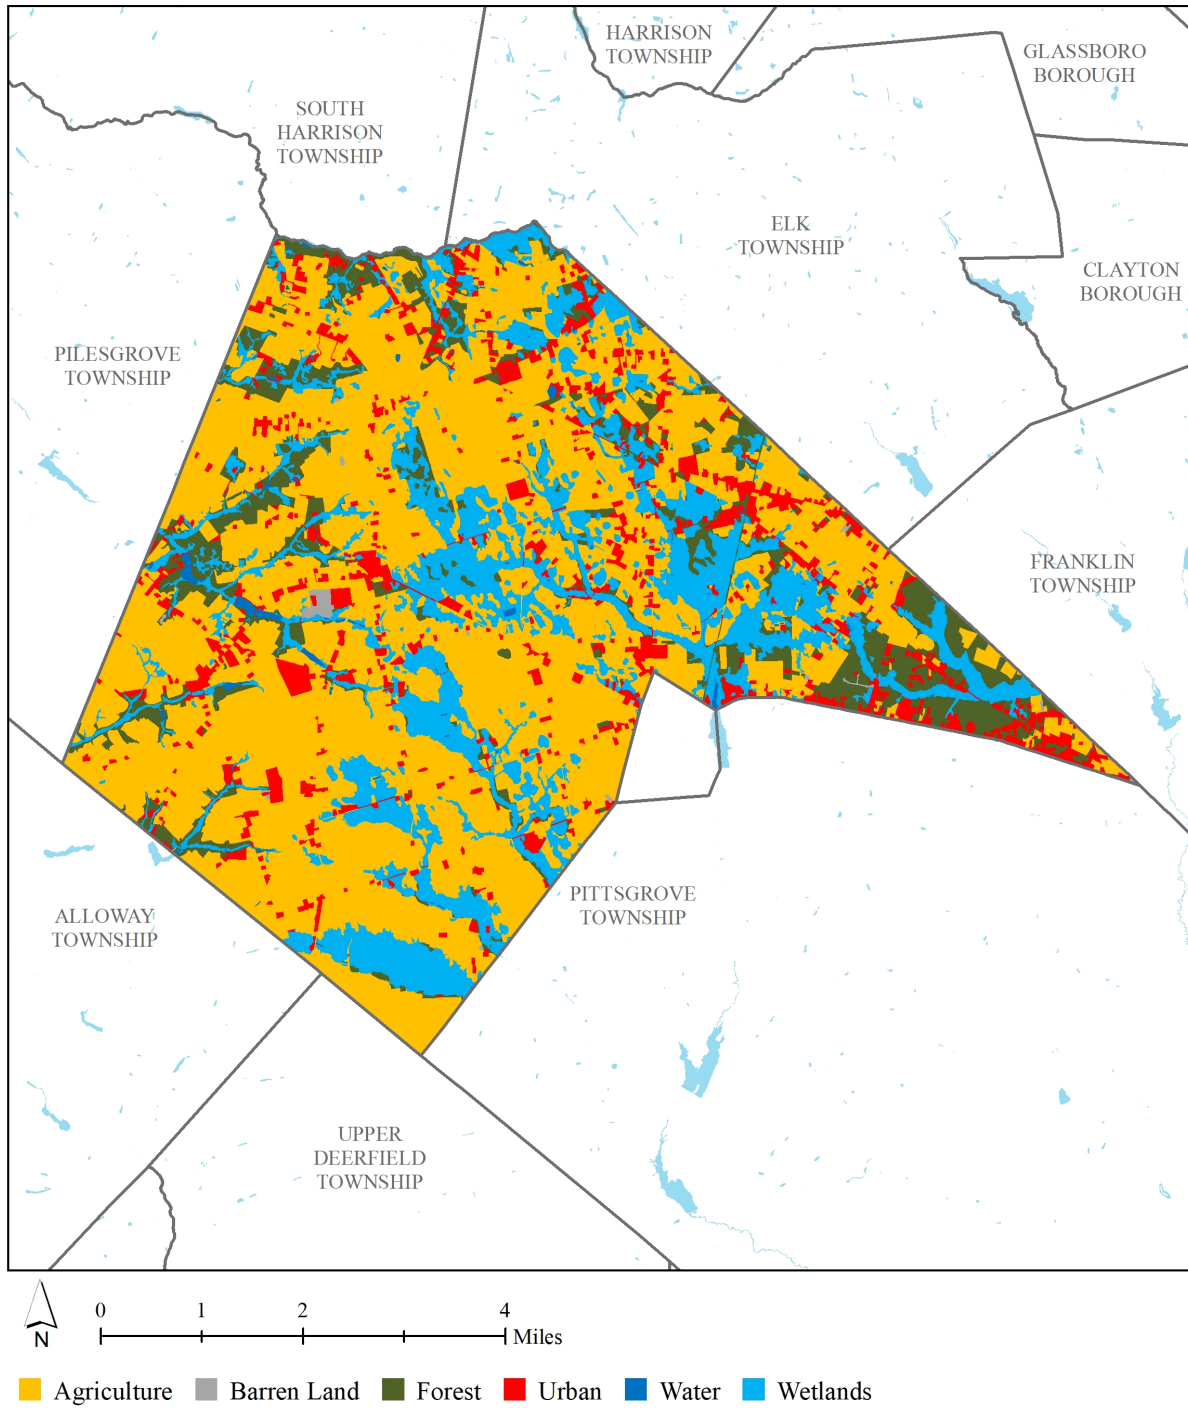 HARRISON
TOWNSHIP
GLASSBORO
BOROUGH
SOUTH
HARRISON
TOWNSHIP
ELK
TOWNSHIP
CLAYTON
BOROUGH
PILESGROVE
TOWNSHIP
FRANKLIN
TOWNSHIP
PITTSGROVE
TOWNSHIP
ALLOWAY
TOWNSHIP
UPPER
DEERFIELD
TOWNSHIP
N
0 1 2 4
Miles
Agriculture Barren Land Forest Urban Water Wetlands